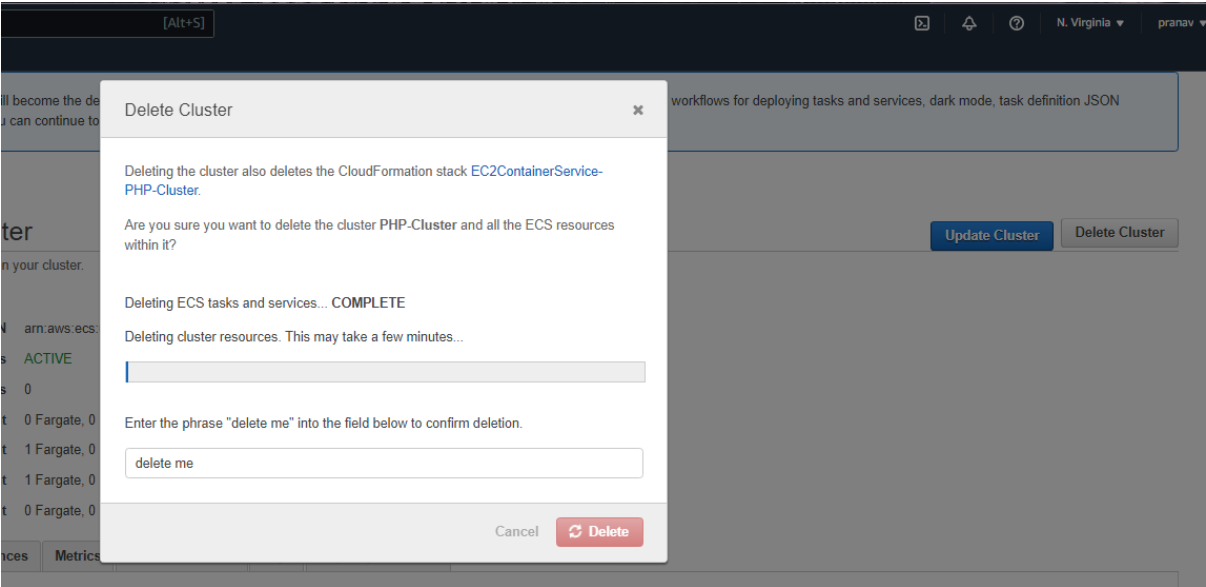 [Alt+S]
N. Virginia ▼
pranav ▼
ill become the de
workflows for deploying tasks and services, dark mode, task definition JSON
u can continue to
Delete Cluster
Deleting the cluster also deletes the CloudFormation stack EC2ContainerService-
PHP-Cluster.
Are you sure you want to delete the cluster PHP-Cluster and all the ECS resources
within it?
Deleting ECS tasks and services... COMPLETE
Deleting cluster resources. This may take a few minutes...
Enter the phrase "delete me" into the field below to confirm deletion.
delete me
Cancel
Delete
ter
Update Cluster
Delete Cluster
n your cluster.
N arn:aws:ecs:
s ACTIVE
s 0
t 0 Fargate, 0
t 1 Fargate, 0
t 1 Fargate, 0
t 0 Fargate, 0
nces
Metrics